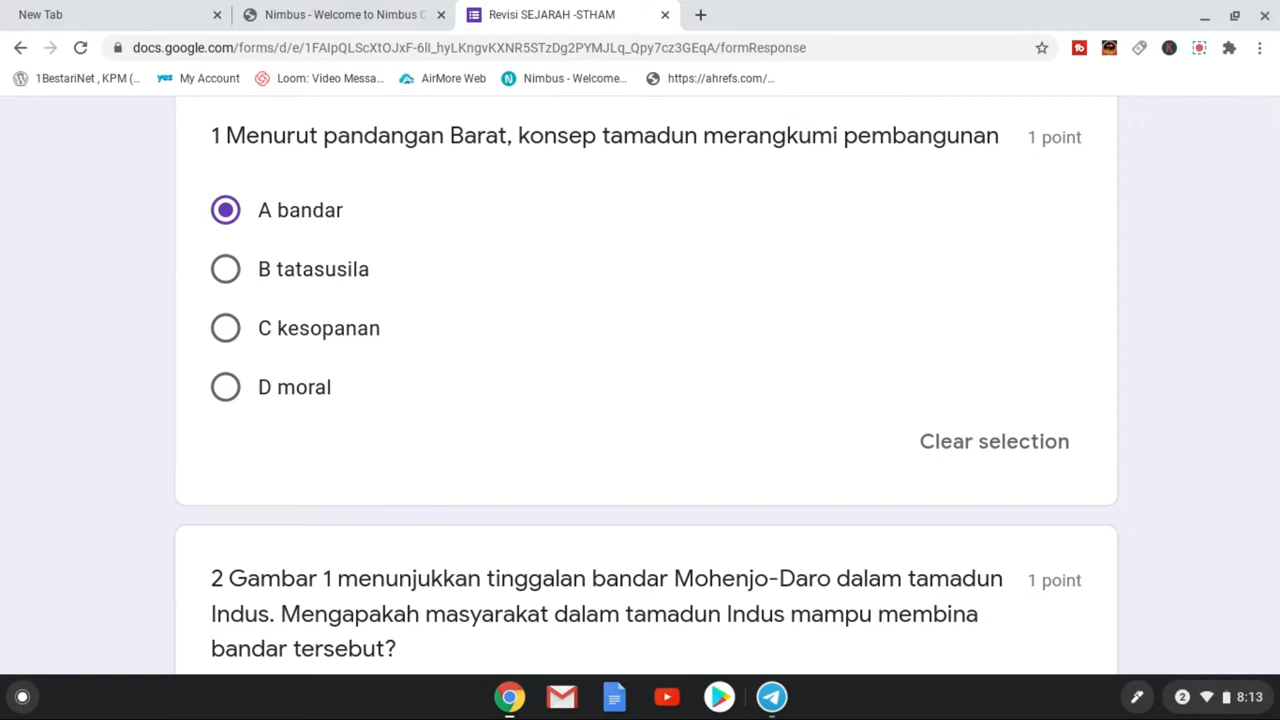 New Tab
Nimbus - Welcome to Nimbus C
Revisi SEJARAH -STHAM
docs.google.com/forms/d/e/1FAIpQLScXtOJxF-6lI_hyLKngvKXNR5STzDg2PYMJLq_Qpy7cz3GEqA/formResponse
1BestariNet , KPM (...
yes My Account
Loom: Video Messa...
AirMore Web
Nimbus - Welcome...
https://ahrefs.com/...
1 Menurut pandangan Barat, konsep tamadun merangkumi pembangunan
1 point
A bandar
B tatasusila
C kesopanan
D moral
Clear selection
2 Gambar 1 menunjukkan tinggalan bandar Mohenjo-Daro dalam tamadun
1 point
Indus. Mengapakah masyarakat dalam tamadun Indus mampu membina
bandar tersebut?
2
8:13